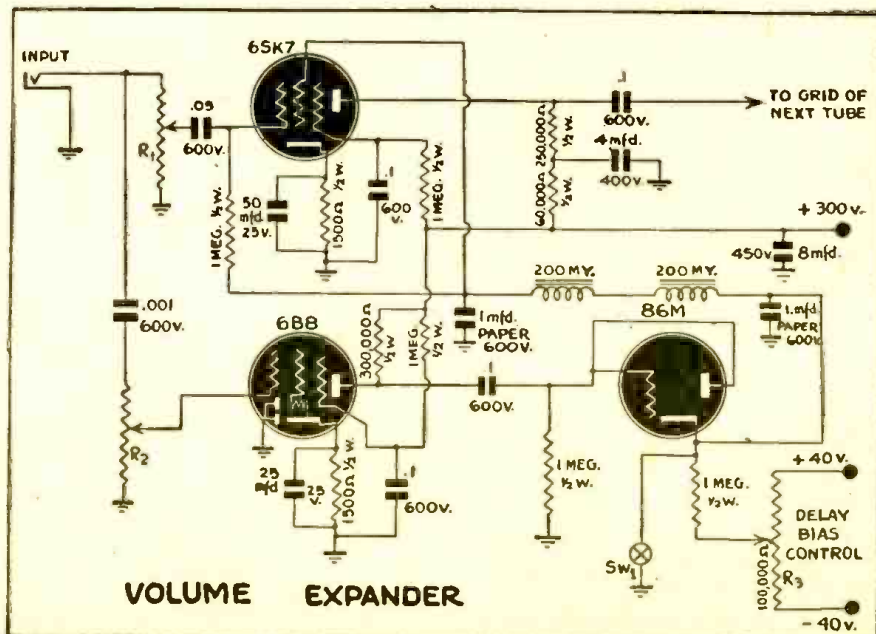 INPUT
6SK7
R1
.05
600V.
1 MEG. ½ W.
50
mfd.
25V.
1500Ω ½ W.
.1
600
V.
1 MEG. ½ W.
.1
600V.
TO GRID OF
NEXT TUBE
250,000Ω
½ W.
60,000Ω
½ W.
4 mfd.
400V.
+ 300 V.
450V
8 mfd.
200 MY.
200 MY.
1 mfd.
PAPER
600V.
1. mfd.
PAPER
600V.
.001
600V.
R2
6B8
300,000Ω
½ W
1 MEG.
½ W.
25
mfd
25
V.
1500Ω ½ W.
.1
600V.
.1
600V.
86M
1 MEG.
½ W.
1 MEG.
½ W.
SW1
+ 40 V.
DELAY
BIAS
CONTROL
100,000Ω
R3
- 40 V.
VOLUME EXPANDER